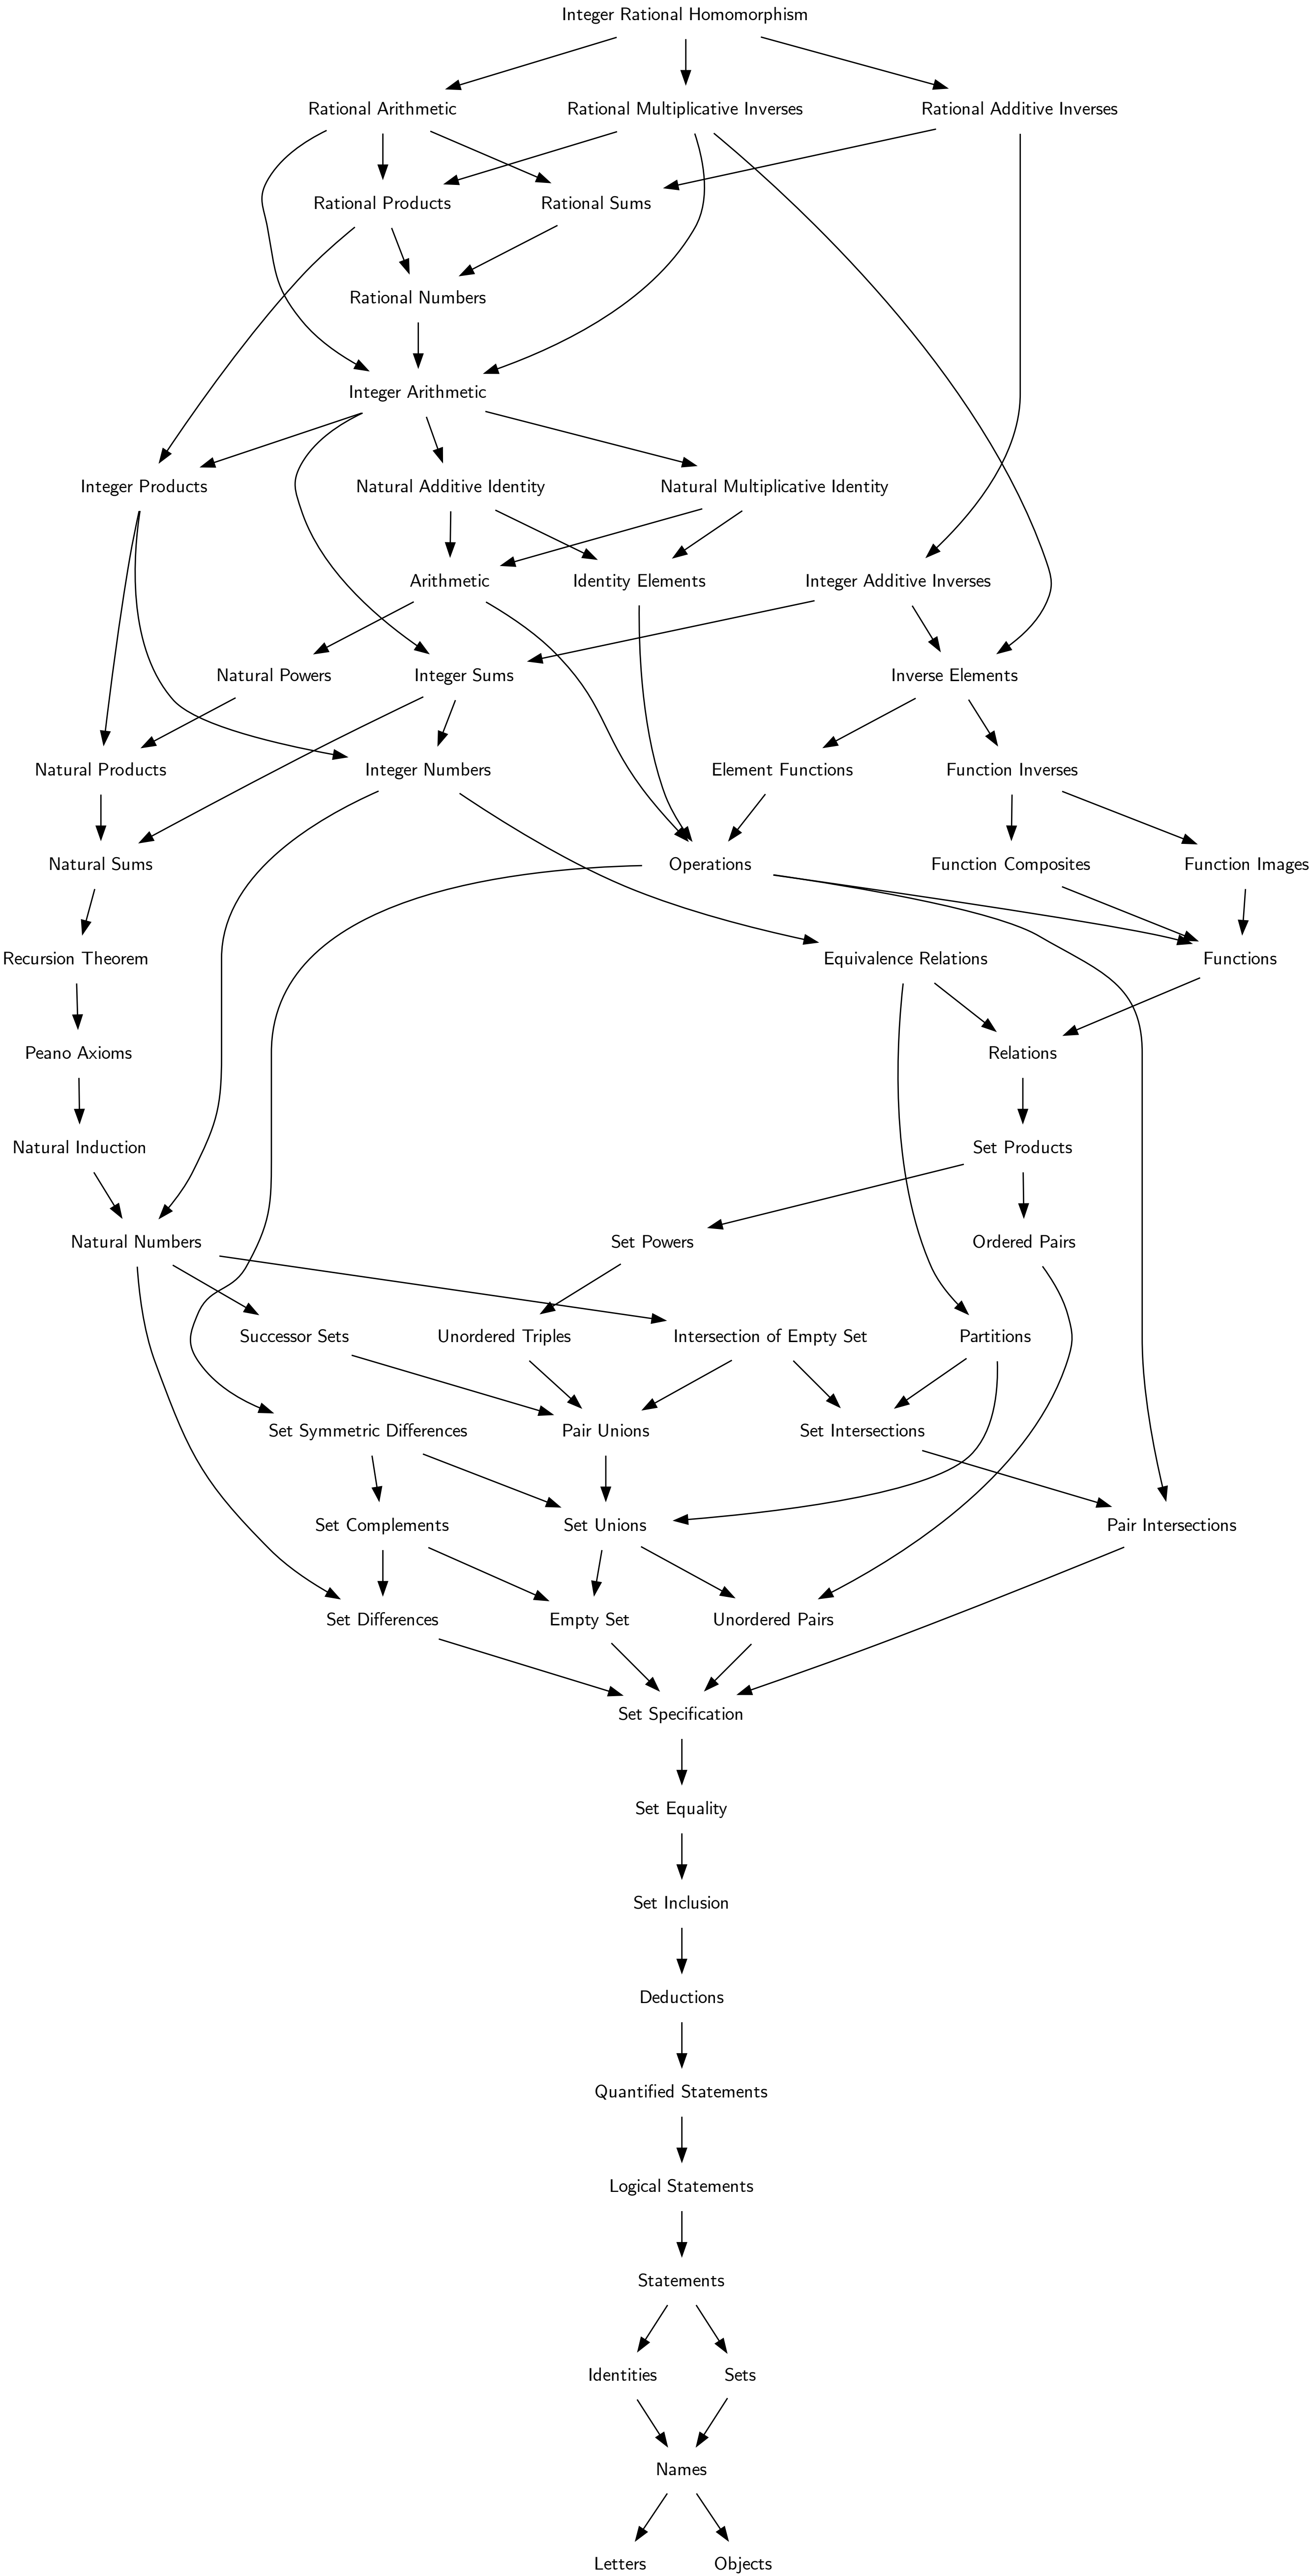 Integer Rational Homomorphism
Rational Arithmetic
Rational Multiplicative Inverses
Rational Additive Inverses
Rational Products
Rational Sums
Rational Numbers
Integer Arithmetic
Integer Products
Natural Additive Identity
Natural Multiplicative Identity
Arithmetic
Identity Elements
Integer Additive Inverses
Natural Powers
Integer Sums
Inverse Elements
Natural Products
Integer Numbers
Element Functions
Function Inverses
Natural Sums
Operations
Function Composites
Function Images
Recursion Theorem
Equivalence Relations
Functions
Peano Axioms
Relations
Natural Induction
Set Products
Natural Numbers
Set Powers
Ordered Pairs
Successor Sets
Unordered Triples
Intersection of Empty Set
Partitions
Set Symmetric Differences
Pair Unions
Set Intersections
Set Complements
Set Unions
Pair Intersections
Set Differences
Empty Set
Unordered Pairs
Set Specification
Set Equality
Set Inclusion
Deductions
Quantified Statements
Logical Statements
Statements
Identities
Sets
Names
Letters
Objects